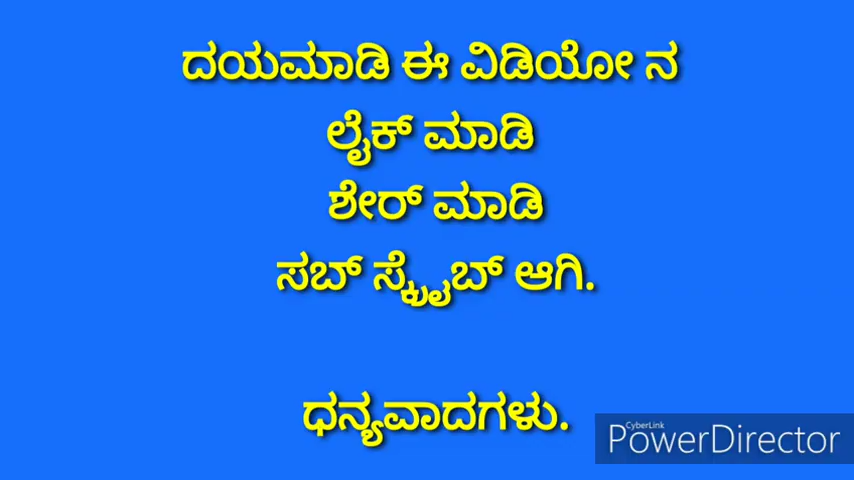 ದಯಮಾಡಿ ಈ ವಿಡಿಯೋ ನ
ಲೈಕ್ ಮಾಡಿ
ಶೇರ್ ಮಾಡಿ
ಸಬ್ ಸ್ಕ್ರೈಬ್ ಆಗಿ.
ಧನ್ಯವಾದಗಳು.
CyberLink
PowerDirector